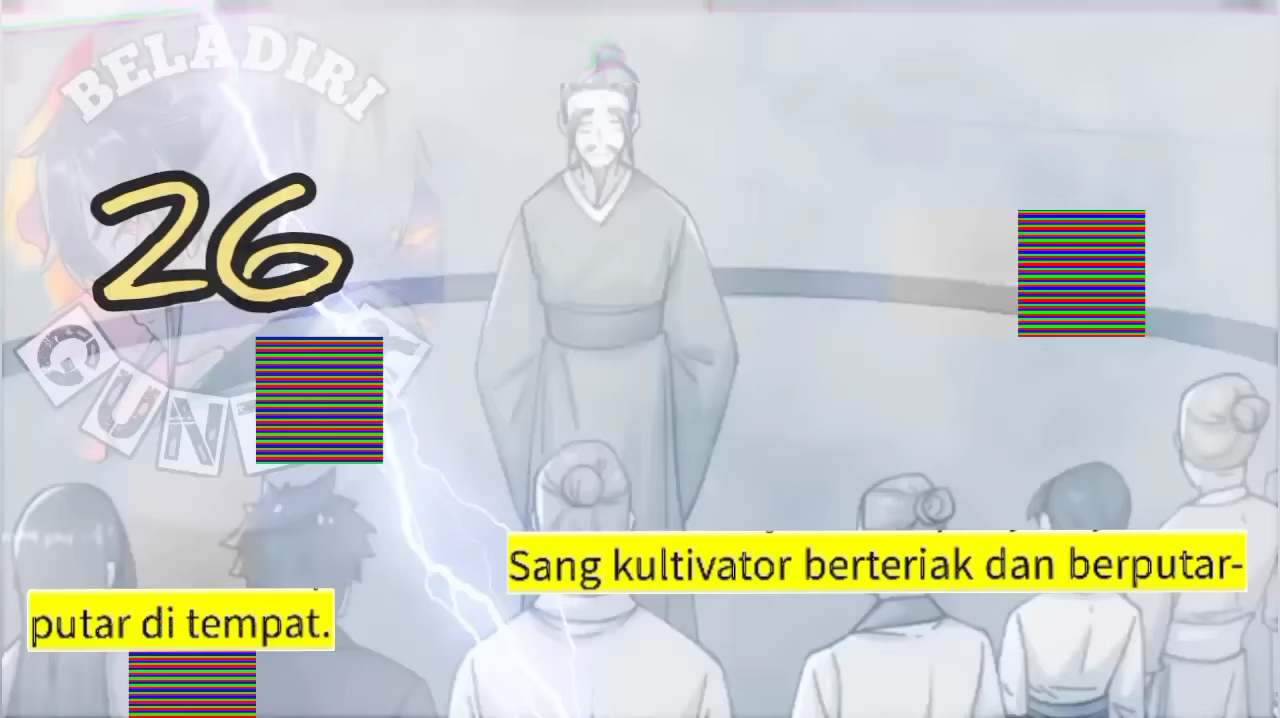 BELADIRI
26
Sang kultivator berteriak dan berputar-
putar di tempat.